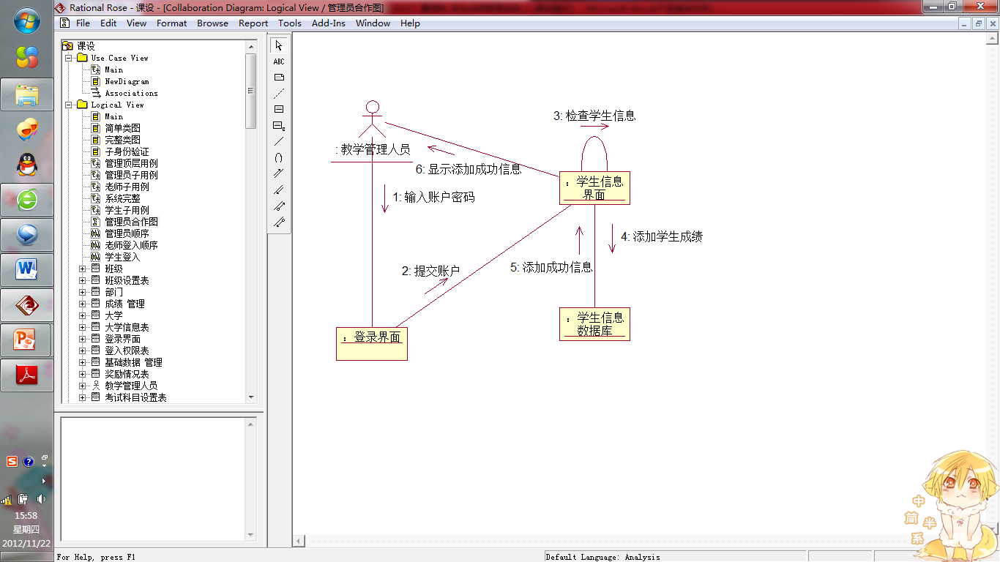 Rational Rose - 课设 - [Collaboration Diagram: Logical View / 管理员合作图]
File Edit View Format Browse Report Tools Add-Ins Window Help
课设
Use Case View
Main
NewDiagram
Associations
Logical View
Main
简单类图
完整类图
子身份验证
管理顶层用例
管理员子用例
老师子用例
系统完整
学生子用例
管理员合作图
管理员顺序
老师登入顺序
学生登入
班级
班级设置表
部门
成绩 管理
大学
大学信息表
登录界面
登入权限表
基础数据 管理
奖励情况表
教学管理人员
考试科目设置表
ABC
3: 检查学生信息
: 教学管理人员
6: 显示添加成功信息
: 学生信息
界面
1: 输入账户密码
4: 添加学生成绩
5: 添加成功信息
2: 提交账户
: 学生信息
数据库
: 登录界面
中
简
半
系
15:58
星期四
2012/11/22
For Help, press F1
Default Language: Analysis